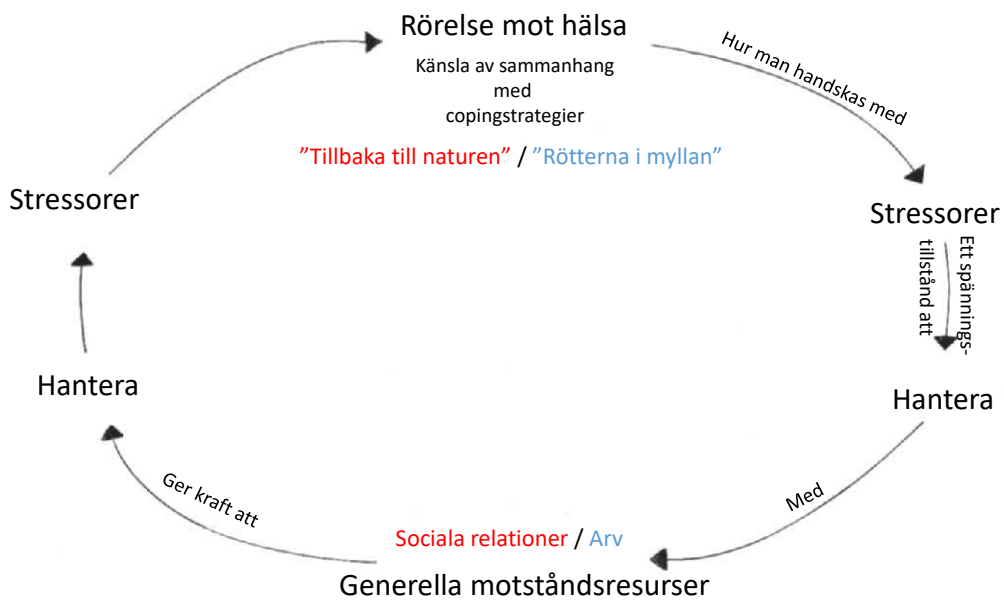 Rörelse mot hälsa
Känsla av sammanhang
med
copingstrategier
”Tillbaka till naturen” / ”Rötterna i myllan”
Hur man handskas med
Stressorer
Ett spännings-
tillstånd att
Hantera
Med
Sociala relationer / Arv
Generella motståndsresurser
Ger kraft att
Hantera
Stressorer